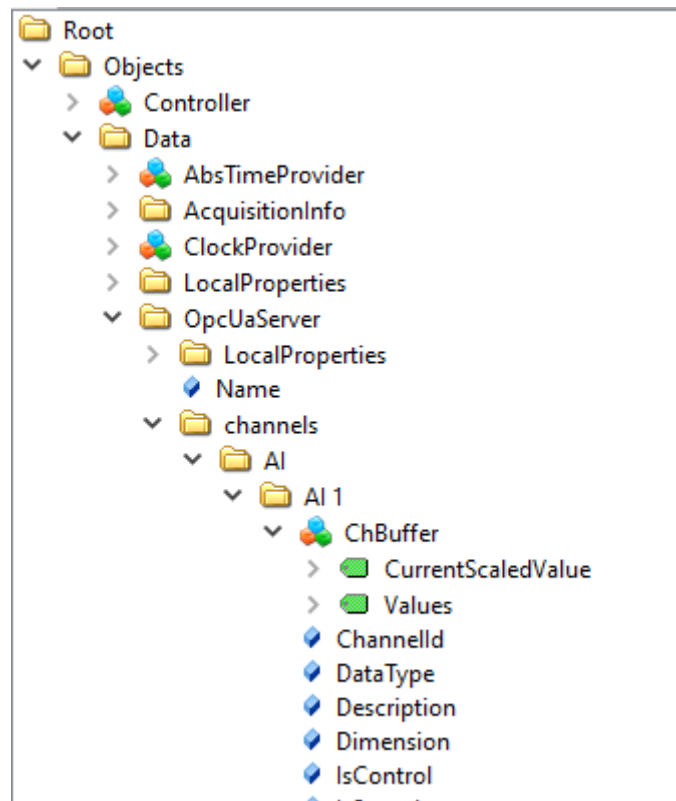 Root
Objects
Controller
Data
AbsTimeProvider
AcquisitionInfo
ClockProvider
LocalProperties
OpcUaServer
LocalProperties
Name
channels
AI
AI 1
ChBuffer
CurrentScaledValue
Values
ChannelId
DataType
Description
Dimension
IsControl